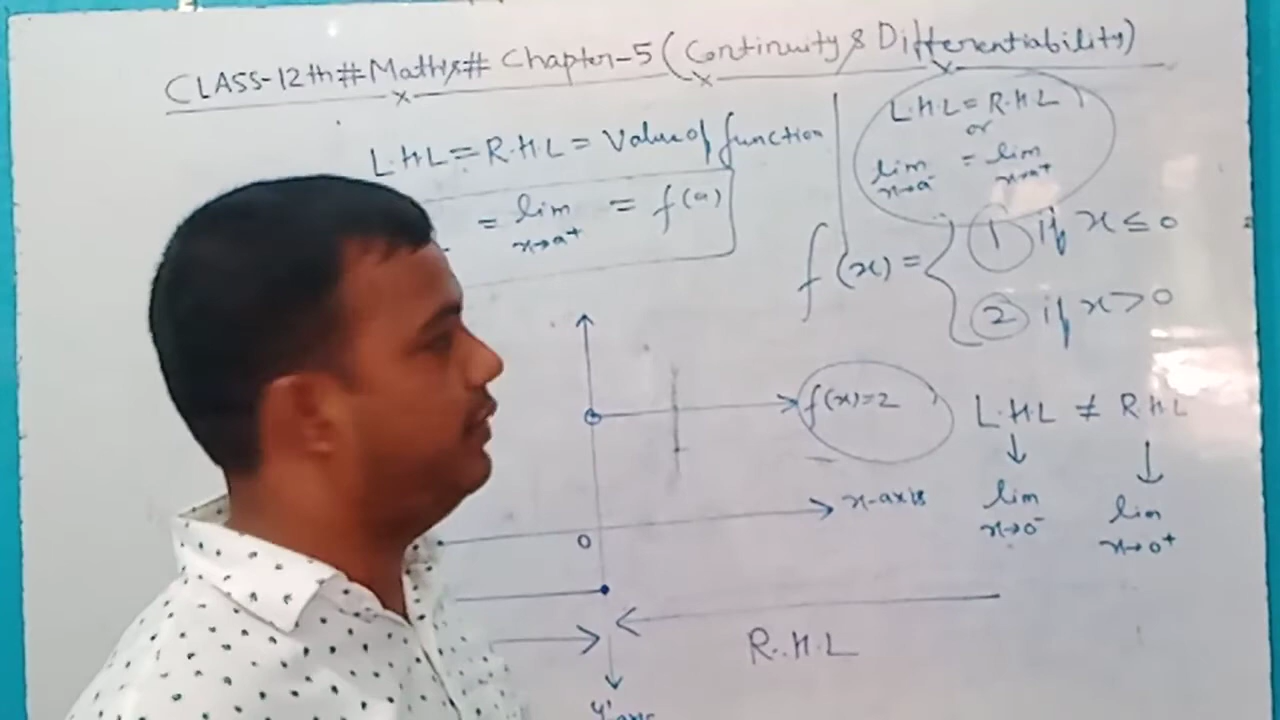 CLASS-12th#Maths# Chapter-5 (Continuity & Differentiability)
L.H.L = R.H.L = Value of function
= lim x→a⁺ = f(a)
L.H.L = R.H.L
or
lim x→a⁻ = lim x→a⁺
f(x) = { 1 if x ≤ 0
2 if x > 0
f(x)=2
L.H.L ≠ R.H.L
↓ ↓
lim x→0⁻ lim x→0⁺
x-axis
0
R.H.L
y' axis